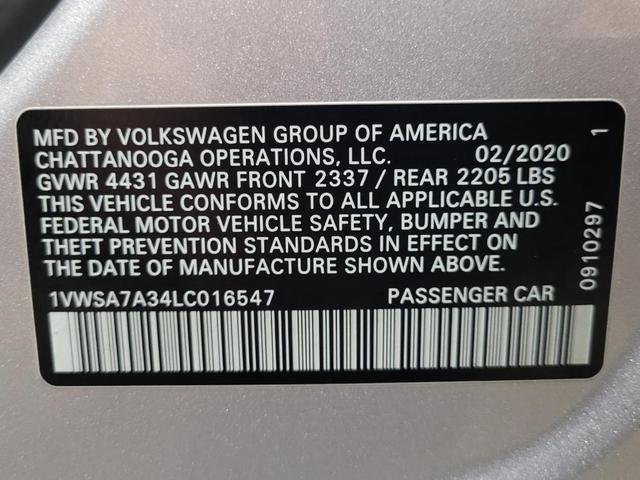 MFD BY VOLKSWAGEN GROUP OF AMERICA
CHATTANOOGA OPERATIONS, LLC. 02/2020
GVWR 4431 GAWR FRONT 2337 / REAR 2205 LBS
THIS VEHICLE CONFORMS TO ALL APPLICABLE U.S.
FEDERAL MOTOR VEHICLE SAFETY, BUMPER AND
THEFT PREVENTION STANDARDS IN EFFECT ON
THE DATE OF MANUFACTURE SHOWN ABOVE.
1VWSA7A34LC016547 PASSENGER CAR
0910297 1